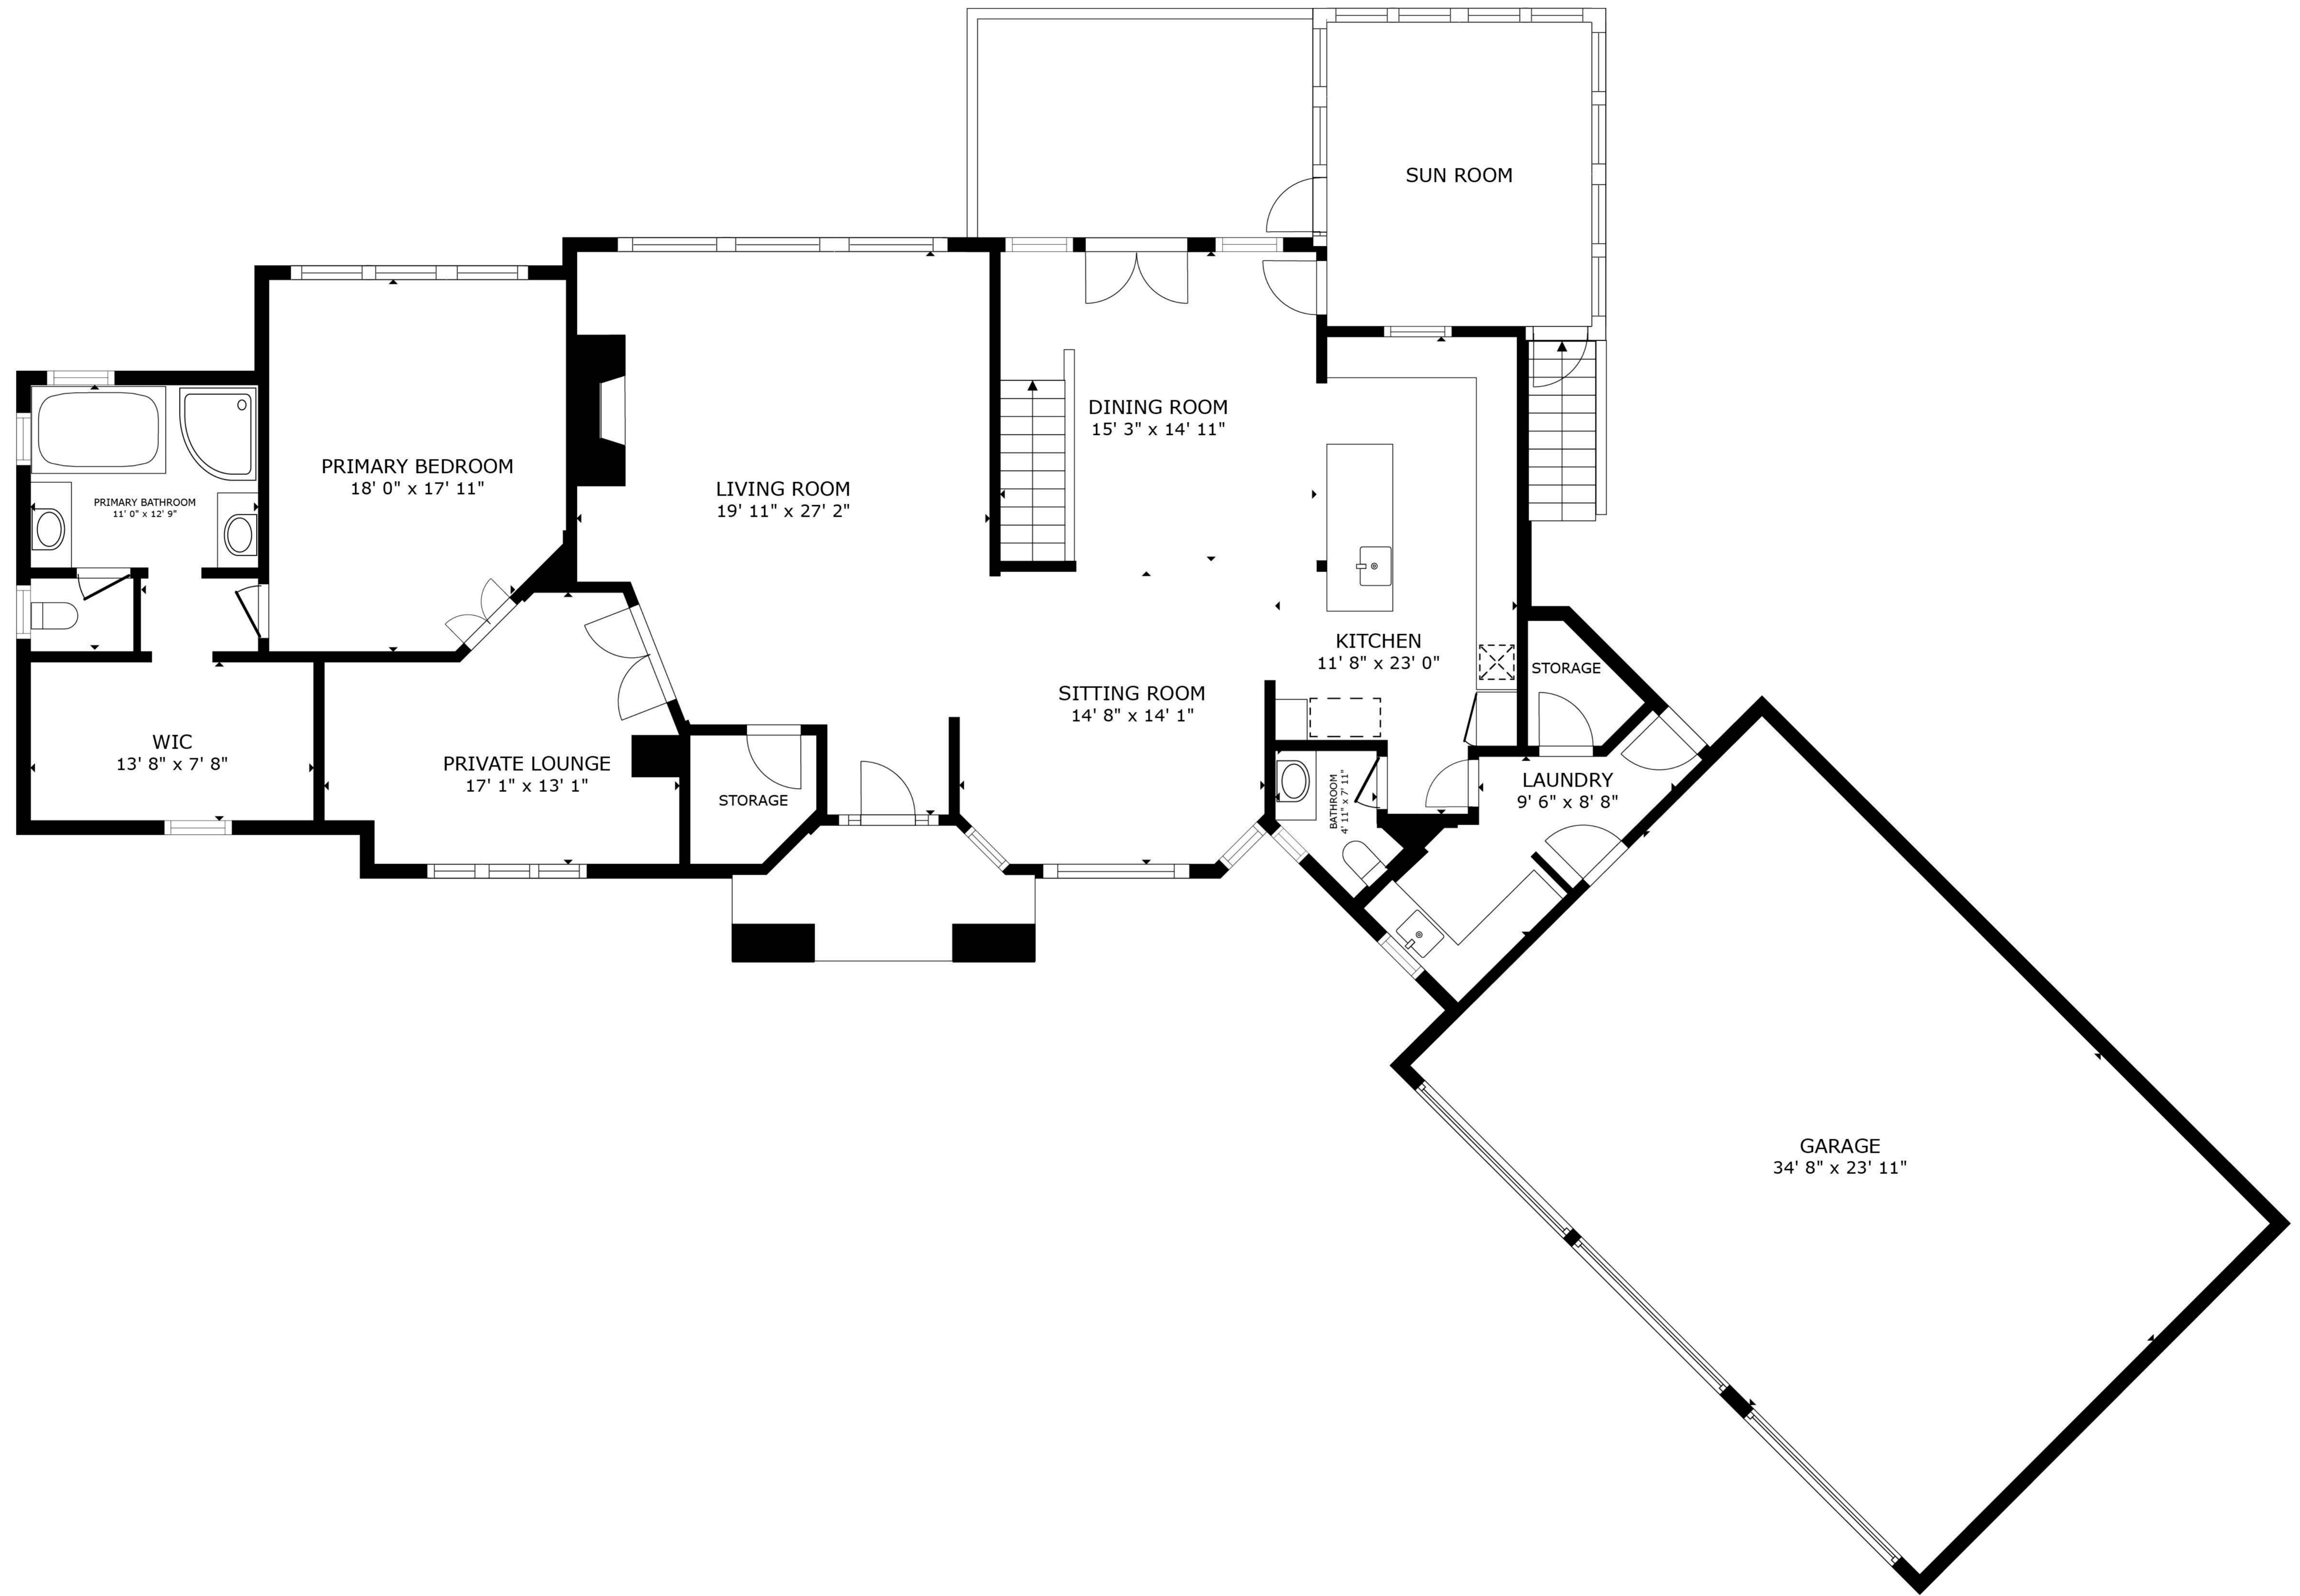 SUN ROOM
DINING ROOM
15' 3" x 14' 11"
PRIMARY BEDROOM
18' 0" x 17' 11"
LIVING ROOM
19' 11" x 27' 2"
PRIMARY BATHROOM
11' 0" x 12' 9"
KITCHEN
11' 8" x 23' 0"
STORAGE
SITTING ROOM
14' 8" x 14' 1"
WIC
13' 8" x 7' 8"
PRIVATE LOUNGE
17' 1" x 13' 1"
STORAGE
BATHROOM
4' 11" x 7' 11"
LAUNDRY
9' 6" x 8' 8"
GARAGE
34' 8" x 23' 11"